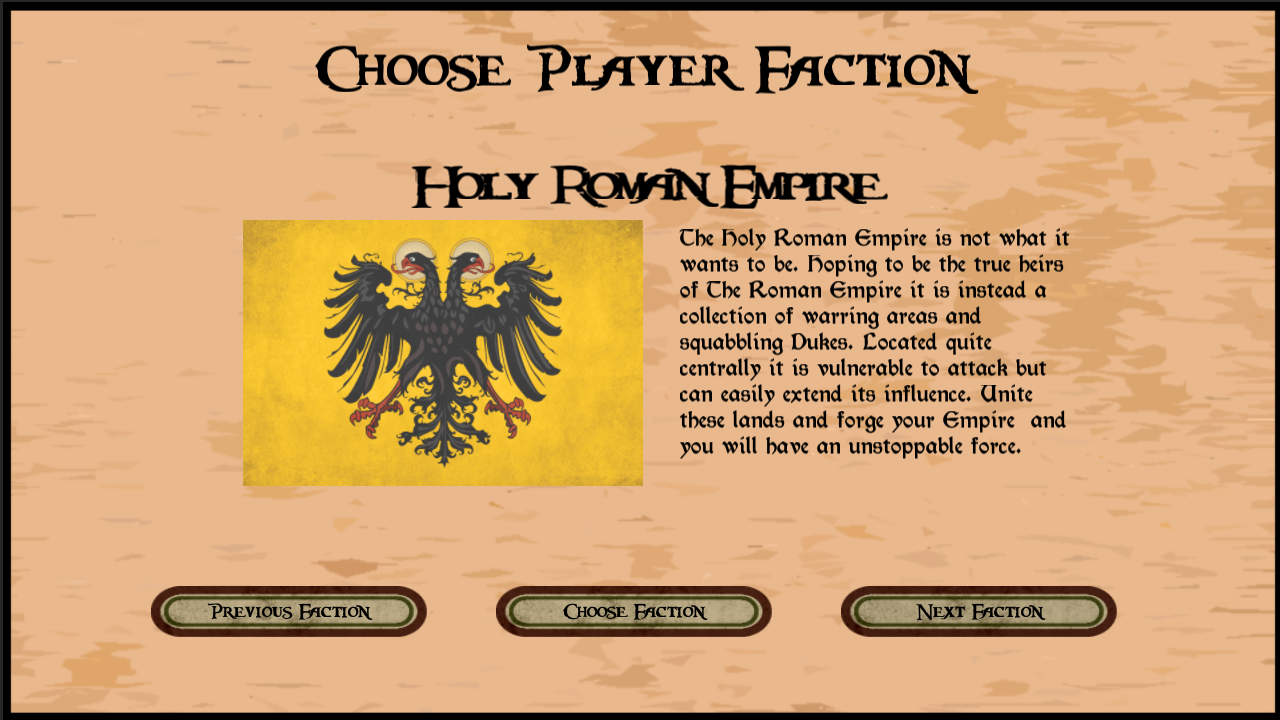 Choose Player Faction
Holy Roman Empire
The Holy Roman Empire is not what it
wants to be. Hoping to be the true heirs
of The Roman Empire it is instead a
collection of warring areas and
squabbling Dukes. Located quite
centrally it is vulnerable to attack but
can easily extend its influence. Unite
these lands and forge your Empire  and
you will have an unstoppable force.
Previous Faction
Choose Faction
Next Faction